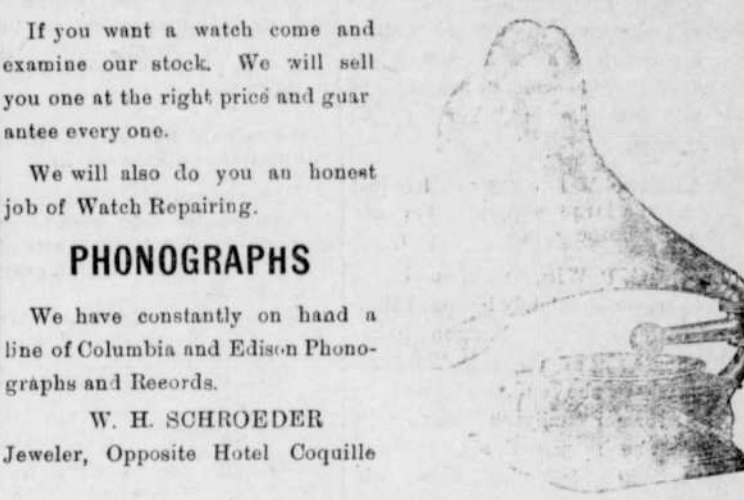 If you want a watch come and
examine our stock. We will sell
you one at the right price and guar
antee every one.
We will also do you an honest
job of Watch Repairing.
PHONOGRAPHS
We have constantly on hand a
line of Columbia and Edison Phono-
graphs and Reeords.
W. H. SCHROEDER
Jeweler, Opposite Hotel Coquille